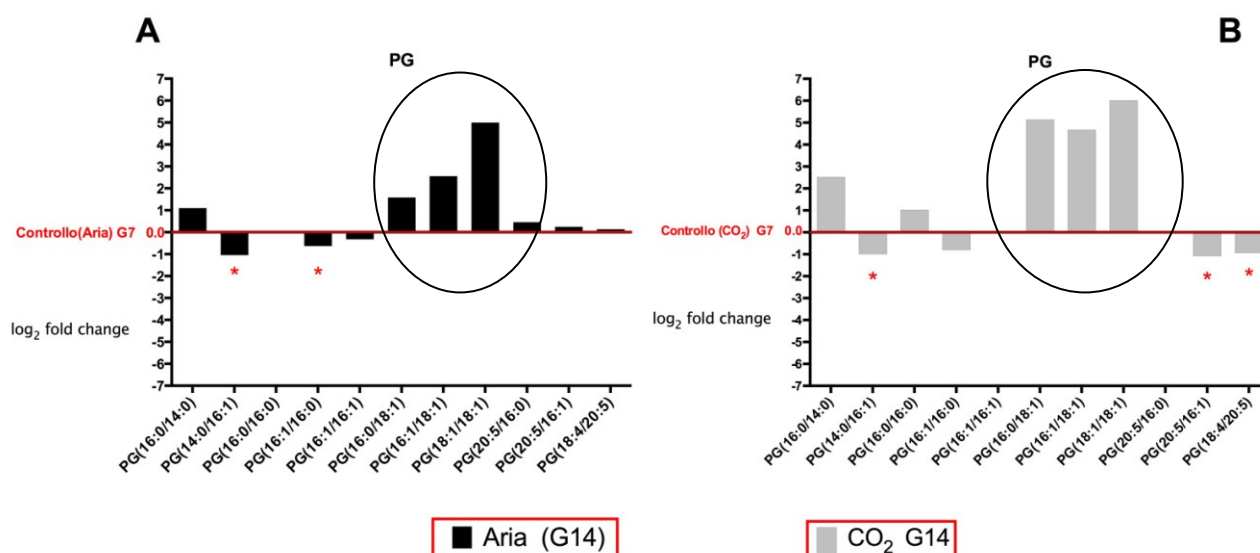 A
PG
7
6
5
4
3
2
1
Controllo(Aria) G7 0.0
-1
-2
-3
-4
-5
-6
-7
*
*
log2 fold change
PG(16:0/14:0)
PG(14:0/16:1)
PG(16:0/16:0)
PG(16:1/16:0)
PG(16:1/16:1)
PG(16:0/18:1)
PG(16:1/18:1)
PG(18:1/18:1)
PG(20:5/16:0)
PG(20:5/16:1)
PG(18:4/20:5)
Aria (G14)
B
PG
7
6
5
4
3
2
1
Controllo (CO2) G7 0.0
-1
-2
-3
-4
-5
-6
-7
*
*
*
log2 fold change
PG(16:0/14:0)
PG(14:0/16:1)
PG(16:0/16:0)
PG(16:1/16:0)
PG(16:1/16:1)
PG(16:0/18:1)
PG(16:1/18:1)
PG(18:1/18:1)
PG(20:5/16:0)
PG(20:5/16:1)
PG(18:4/20:5)
CO2 G14